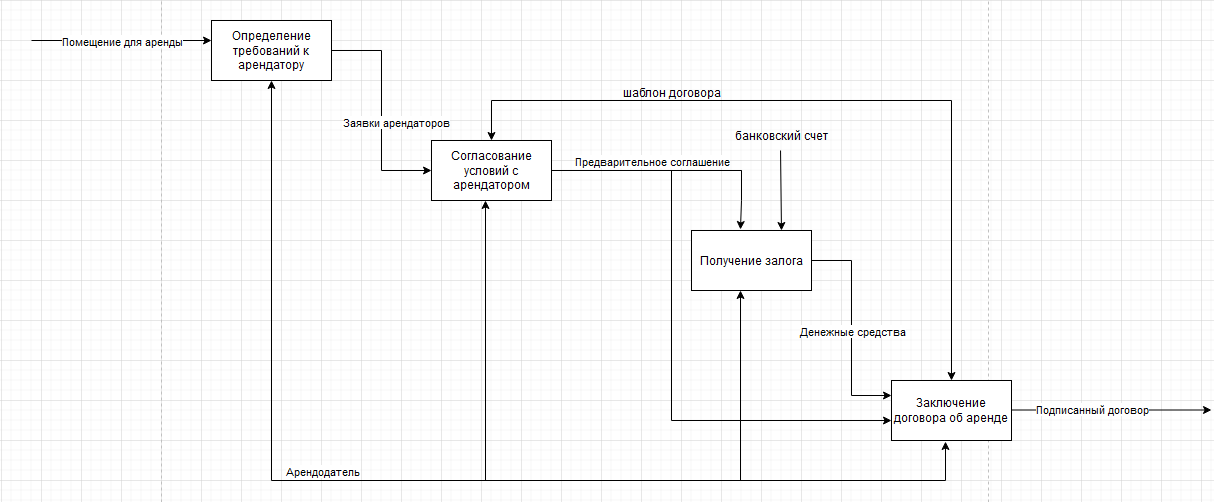 Помещение для аренды
Определение
требований к
арендатору
шаблон договора
Заявки арендаторов
банковский счет
Согласование
условий с
арендатором
Предварительное соглашение
Получение залога
Денежные средства
Заключение
договора об аренде
Подписанный договор
Арендодатель